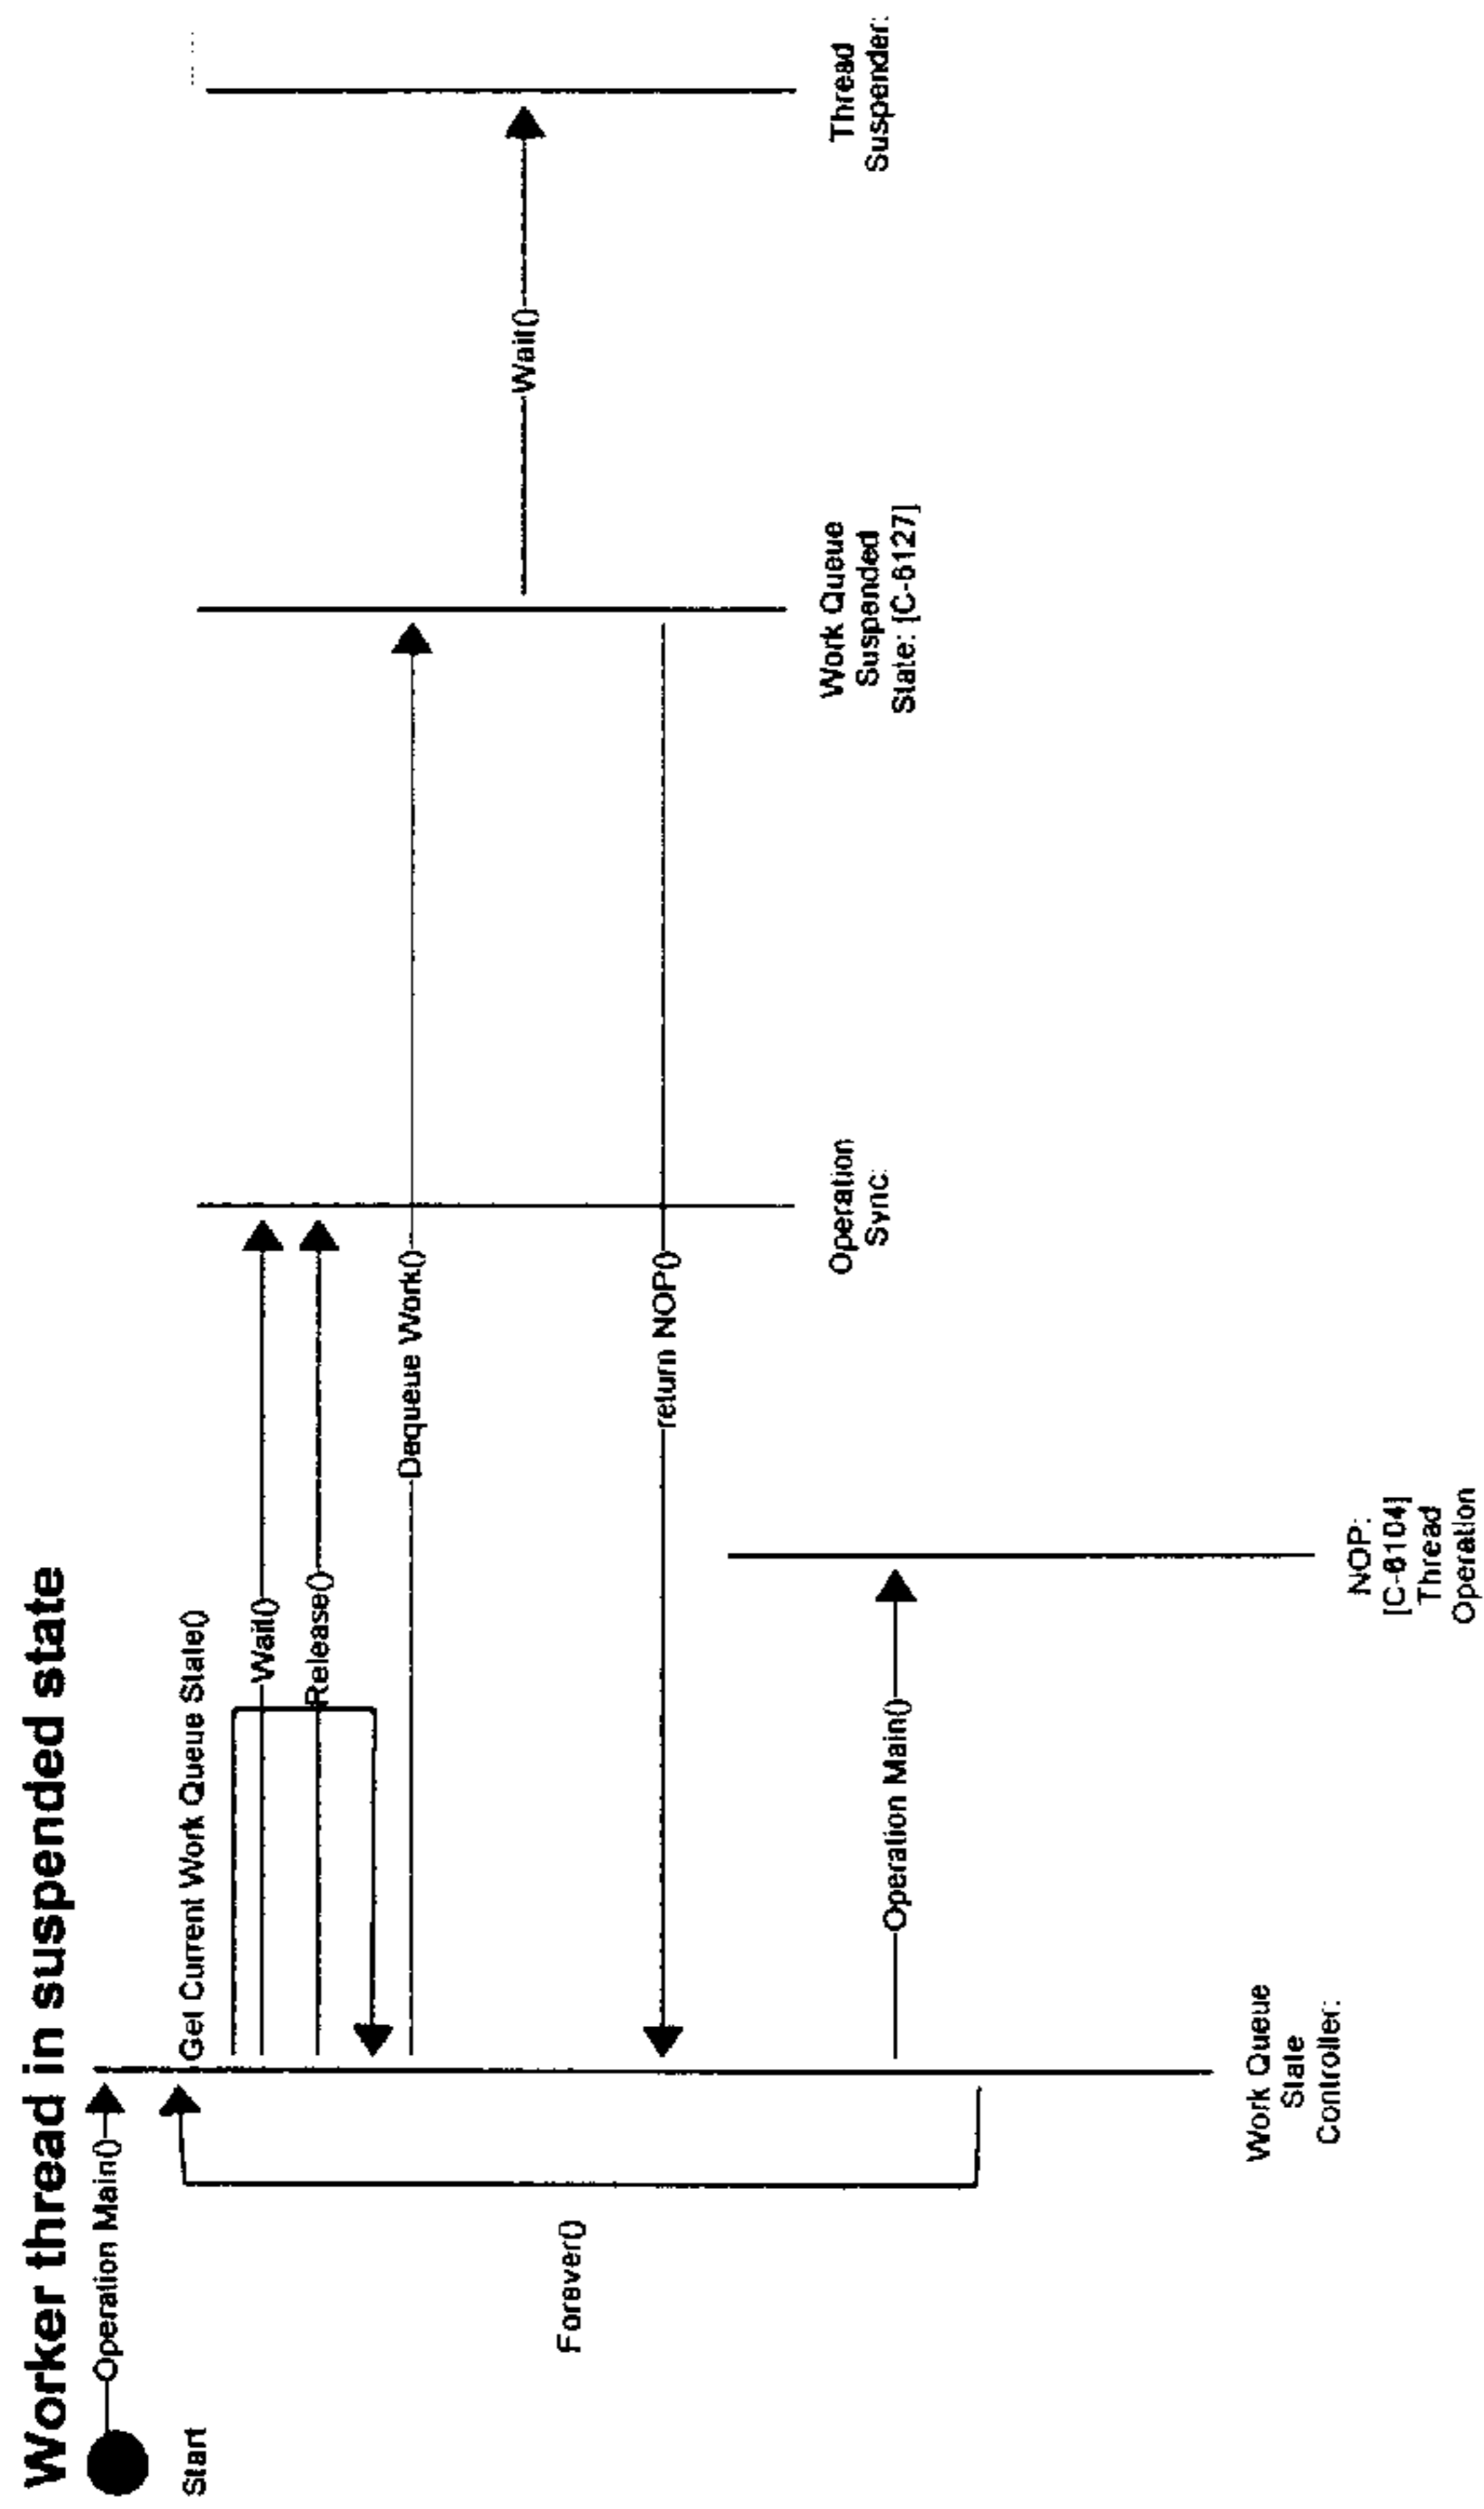 Worker thread in suspended state
Operation Main()
Start
Get Current Work Queue State()
Wait()
Release()
Deque Work()
Wait()
return NOP()
Operation Main()
Forever()
Work Queue
State
Controller:
NOP:
[C-6104]
Thread
Operation
Operation
Sync:
Work Queue
Suspended
State: [C-6127]
Thread
Suspender: